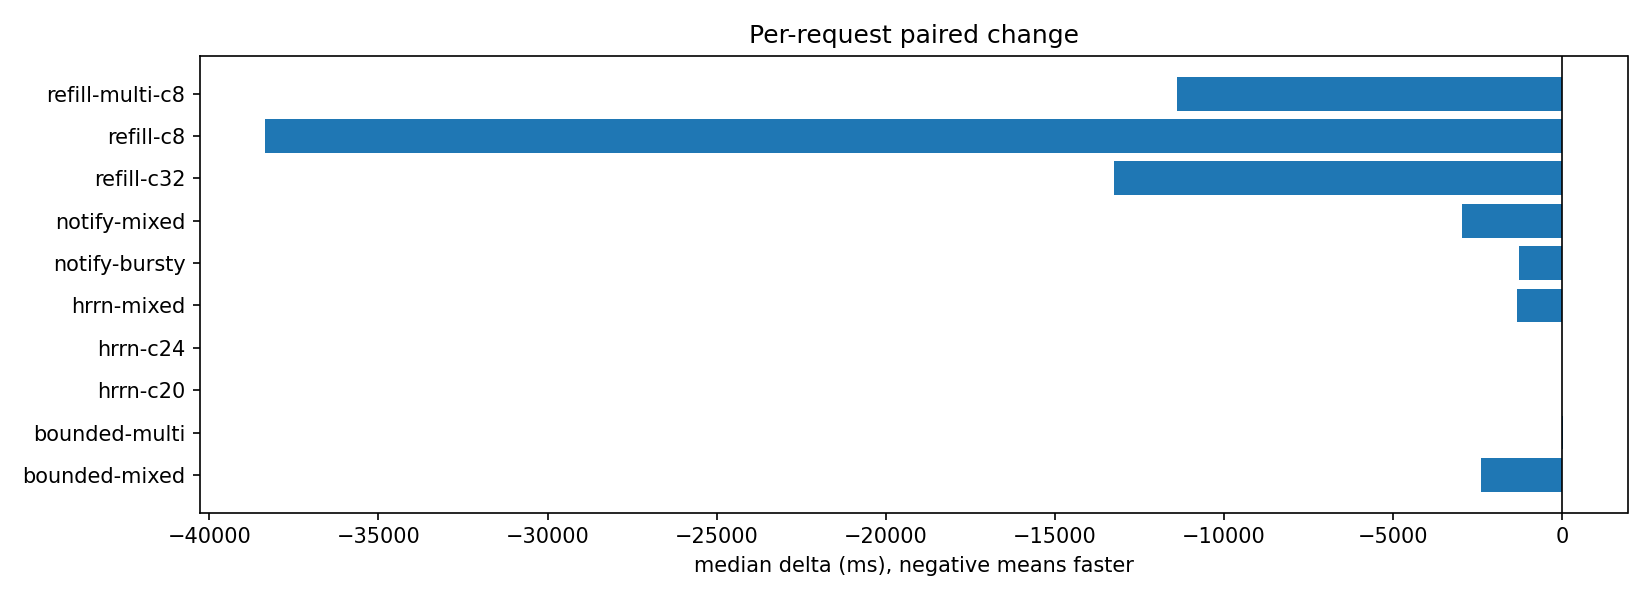 Per-request paired change
refill-multi-c8
refill-c8
refill-c32
notify-mixed
notify-bursty
hrrn-mixed
hrrn-c24
hrrn-c20
bounded-multi
bounded-mixed
−40000 −35000 −30000 −25000 −20000 −15000 −10000 −5000 0
median delta (ms), negative means faster